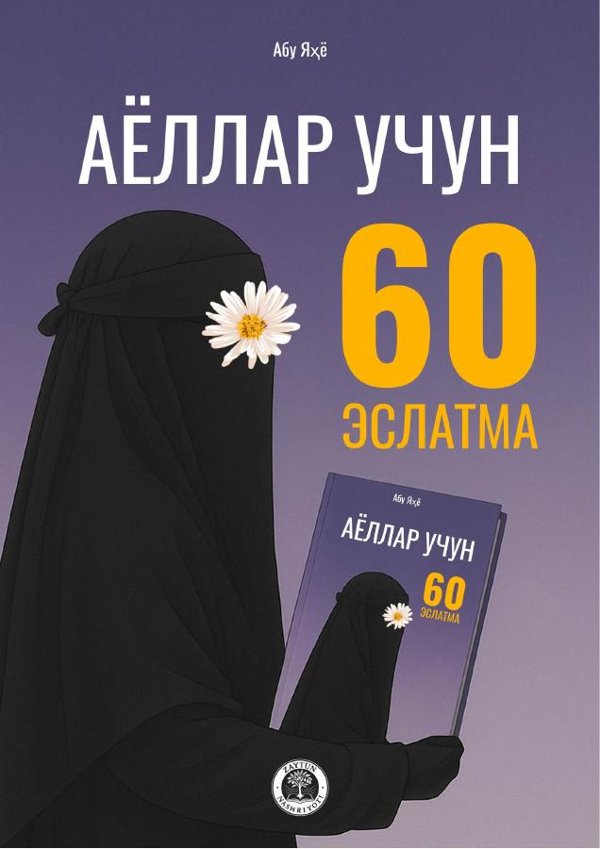 Абу Яҳё
АЁЛЛАР УЧУН
60
ЭСЛАТМА
Абу Яҳё
АЁЛЛАР УЧУН
60
ЭСЛАТМА
ZAYTUN
NASHRIYOTI